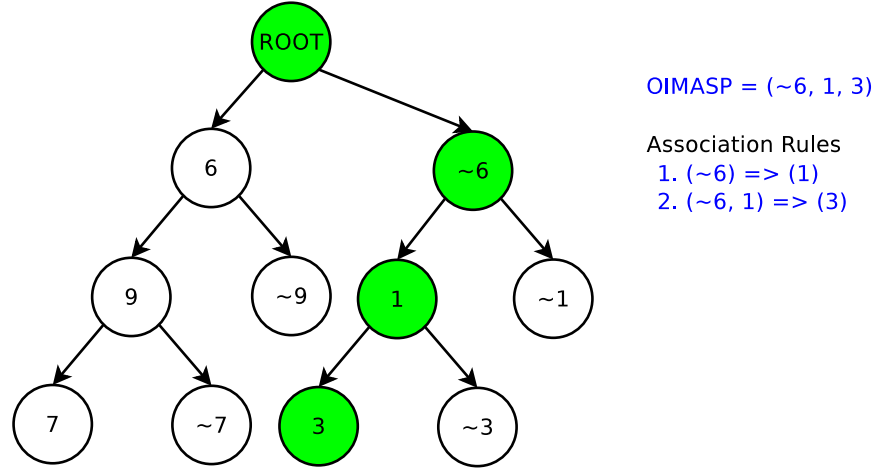 ROOT
OIMASP = (~6, 1, 3)
Association Rules
6
~6
1. (~6) => (1)
2. (~6, 1) => (3)
9
~9
1
~1
7
~7
3
~3